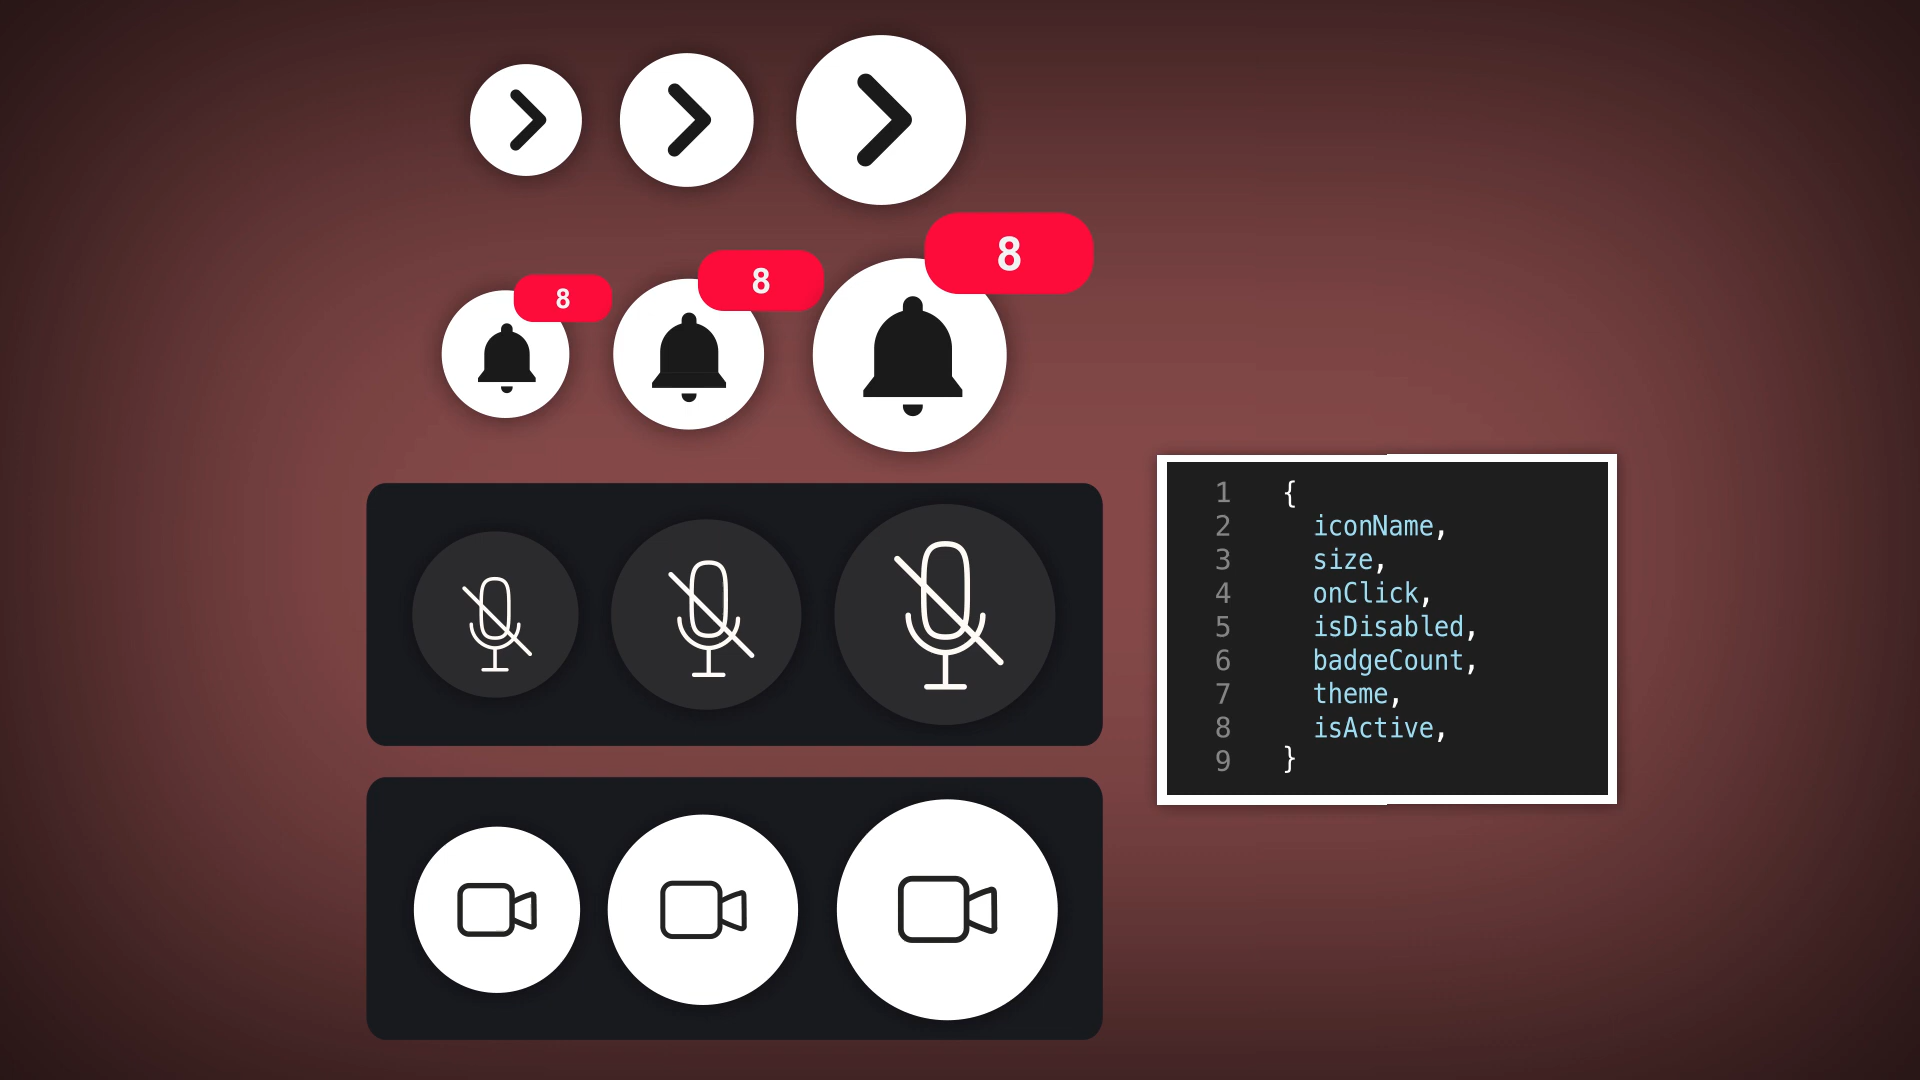 8
8
8
1 {
2 iconName,
3 size,
4 onClick,
5 isDisabled,
6 badgeCount,
7 theme,
8 isActive,
9 }